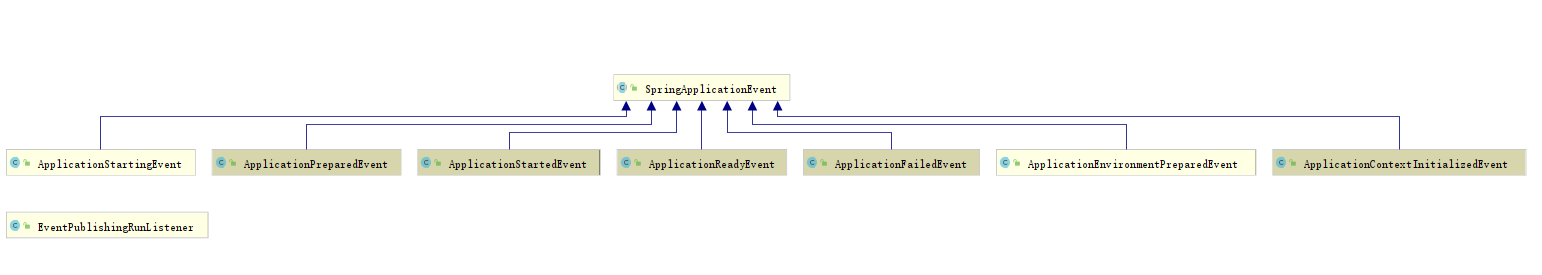 SpringApplicationEvent
ApplicationStartingEvent
ApplicationPreparedEvent
ApplicationStartedEvent
ApplicationReadyEvent
ApplicationFailedEvent
ApplicationEnvironmentPreparedEvent
ApplicationContextInitializedEvent
EventPublishingRunListener